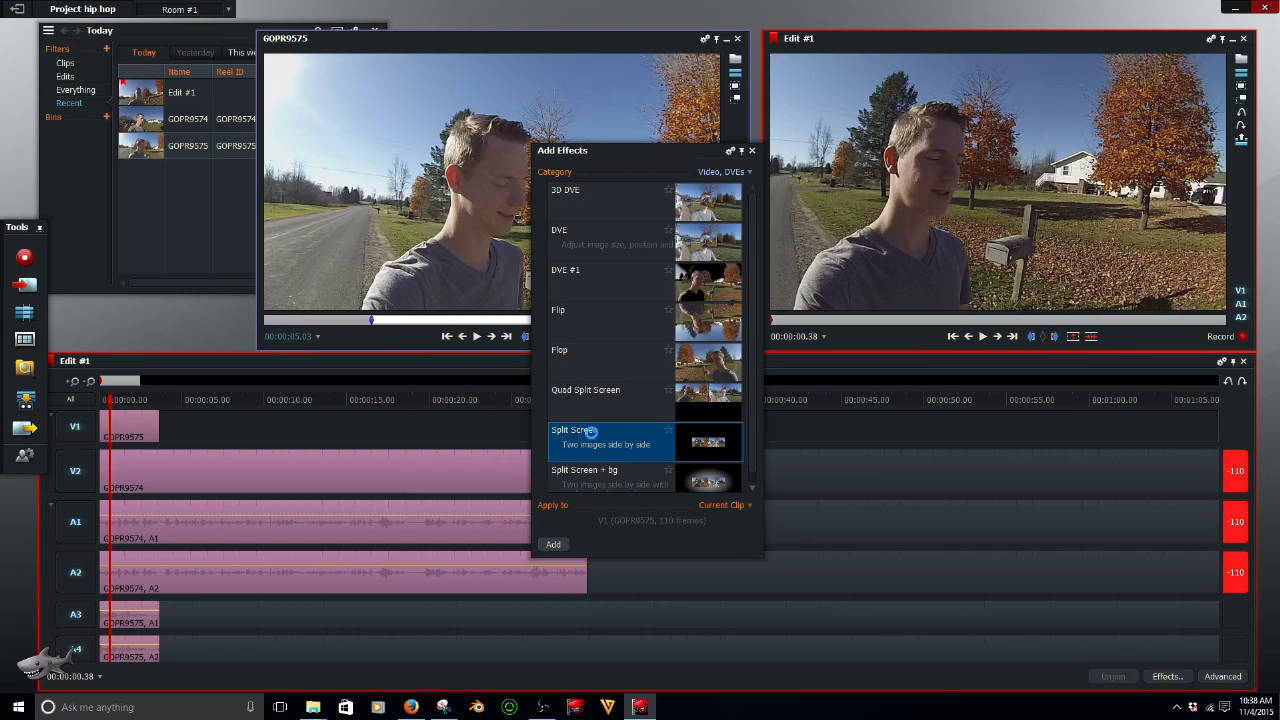 Project hip hop
Room #1
Today
Filters
Clips
Edits
Everything
Recent
Bins
Today Yesterday This we
Name Reel ID
Edit #1
GOPR9574 GOPR9574
GOPR9575 GOPR9575
GOPR9575
00:00:05.03
Edit #1
V1
A1
A2
00:00:00.38
Record
Tools
Add Effects
Category Video, DVEs
3D DVE
DVE
Adjust image size, position and
DVE #1
Flip
Flop
Quad Split Screen
Split Screen
Two images side by side
Split Screen + bg
Two images side by side with
Apply to Current Clip
V1 (GOPR9575, 110 frames)
Add
Edit #1
All
00:00:00.00 00:00:05.00 00:00:10.00 00:00:15.00 00:00:20.00 00:00:25.00 00:00:40.00 00:00:45.00 00:00:50.00 00:00:55.00 00:01:00.00 00:01:05.00
V1
GOPR9575
V2
GOPR9574
-110
A1
GOPR9574, A1
-110
A2
GOPR9574, A2
-110
A3
GOPR9575, A1
GOPR9575, A2
00:00:00.38
Unjoin
Effects..
Advanced
Ask me anything
10:38 AM
11/4/2015